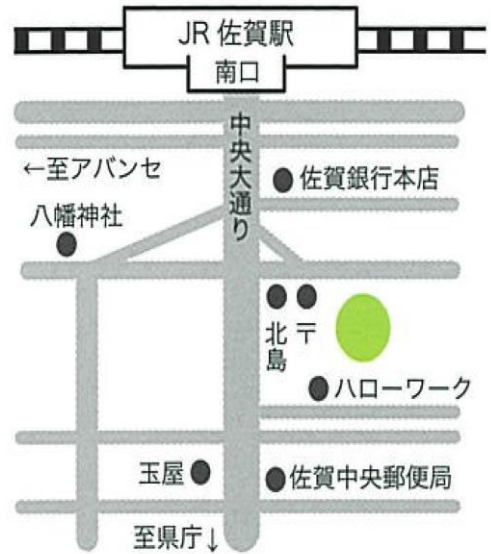 JR 佐賀駅
南口
中央大通り
←至アバンセ
佐賀銀行本店
八幡神社
北島
〒
ハローワーク
玉屋
佐賀中央郵便局
至県庁↓